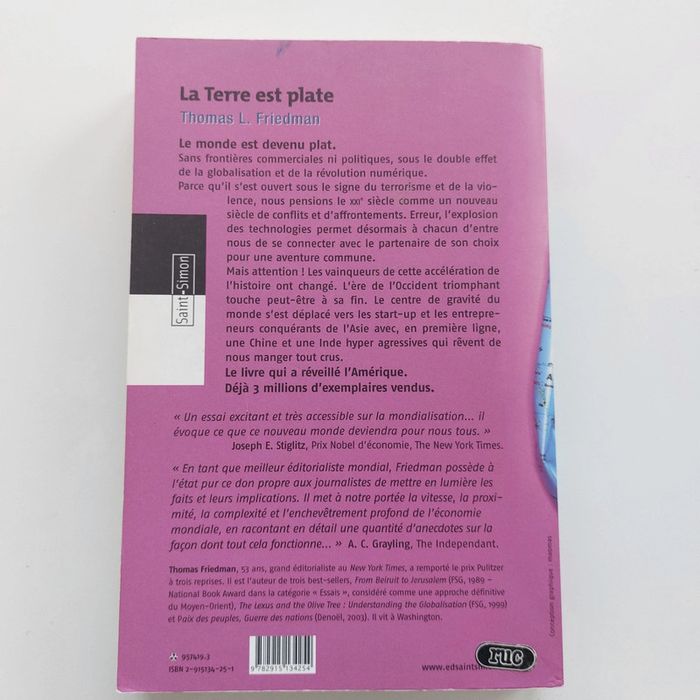 La Terre est plate
Thomas L. Friedman
Le monde est devenu plat.
Sans frontières commerciales ni politiques, sous le double effet
de la globalisation et de la révolution numérique.
Parce qu'il s'est ouvert sous le signe du terrorisme et de la vio-
lence, nous pensions le XXIe siècle comme un nouveau
siècle de conflits et d'affrontements. Erreur, l'explosion
des technologies permet désormais à chacun d'entre
nous de se connecter avec le partenaire de son choix
pour une aventure commune.
Mais attention ! Les vainqueurs de cette accélération de
l'histoire ont changé. L'ère de l'Occident triomphant
touche peut-être à sa fin. Le centre de gravité du
monde s'est déplacé vers les start-up et les entrepre-
neurs conquérants de l'Asie avec, en première ligne,
une Chine et une Inde hyper agressives qui rêvent de
nous manger tout crus.
Le livre qui a réveillé l'Amérique.
Déjà 3 millions d'exemplaires vendus.
Saint-Simon
« Un essai excitant et très accessible sur la mondialisation... il
évoque ce que ce nouveau monde deviendra pour nous tous. »
Joseph E. Stiglitz, Prix Nobel d'économie, The New York Times.
« En tant que meilleur éditorialiste mondial, Friedman possède à
l'état pur ce don propre aux journalistes de mettre en lumière les
faits et leurs implications. Il met à notre portée la vitesse, la proxi-
mité, la complexité et l'enchevêtrement profond de l'économie
mondiale, en racontant en détail une quantité d'anecdotes sur la
façon dont tout cela fonctionne... » A. C. Grayling, The Independant.
Thomas Friedman, 53 ans, grand éditorialiste au New York Times, a remporté le prix Pulitzer
à trois reprises. Il est l'auteur de trois best-sellers, From Beirult to Jerusalem (FSG, 1989 –
National Book Award dans la catégorie « Essais », considéré comme une approche définitive
du Moyen-Orient), The Lexus and the Olive Tree : Understanding the Globalisation (FSG, 1999)
et Paix des peuples, Guerre des nations (Denoël, 2003). Il vit à Washington.
Conception graphique :
957419.3
ISBN 2-915134-25-1
9 782915 134254
www.edsaintsim
ruc